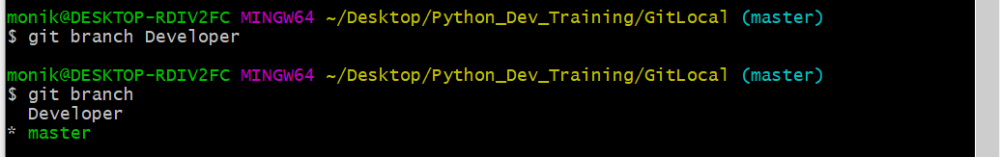 monik@DESKTOP-RDIV2FC MINGW64 ~/Desktop/Python_Dev_Training/GitLocal (master)
$ git branch Developer
monik@DESKTOP-RDIV2FC MINGW64 ~/Desktop/Python_Dev_Training/GitLocal (master)
$ git branch
  Developer
* master